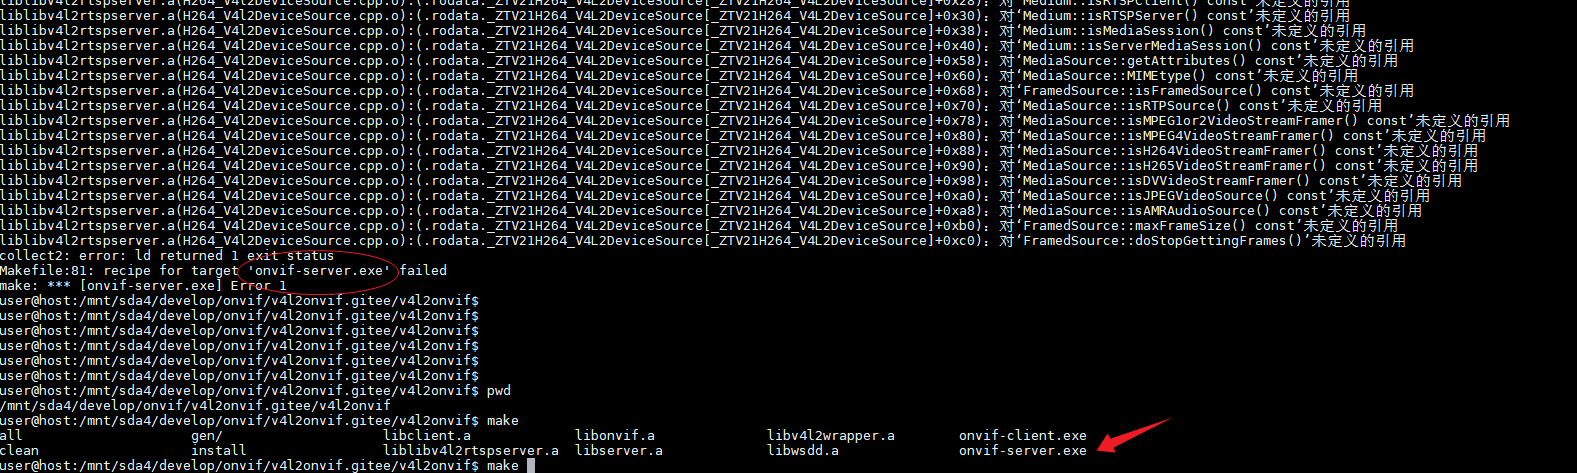 liblibv4l2rtspserver.a(H264_V4l2DeviceSource.cpp.o):(.rodata._ZTV21H264_V4L2DeviceSource[_ZTV21H264_V4L2DeviceSource]+0x28)：对‘Medium::isRTSPClient() const’未定义的引用
liblibv4l2rtspserver.a(H264_V4l2DeviceSource.cpp.o):(.rodata._ZTV21H264_V4L2DeviceSource[_ZTV21H264_V4L2DeviceSource]+0x30)：对‘Medium::isRTSPServer() const’未定义的引用
liblibv4l2rtspserver.a(H264_V4l2DeviceSource.cpp.o):(.rodata._ZTV21H264_V4L2DeviceSource[_ZTV21H264_V4L2DeviceSource]+0x38)：对‘Medium::isMediaSession() const’未定义的引用
liblibv4l2rtspserver.a(H264_V4l2DeviceSource.cpp.o):(.rodata._ZTV21H264_V4L2DeviceSource[_ZTV21H264_V4L2DeviceSource]+0x40)：对‘Medium::isServerMediaSession() const’未定义的引用
liblibv4l2rtspserver.a(H264_V4l2DeviceSource.cpp.o):(.rodata._ZTV21H264_V4L2DeviceSource[_ZTV21H264_V4L2DeviceSource]+0x58)：对‘MediaSource::getAttributes() const’未定义的引用
liblibv4l2rtspserver.a(H264_V4l2DeviceSource.cpp.o):(.rodata._ZTV21H264_V4L2DeviceSource[_ZTV21H264_V4L2DeviceSource]+0x60)：对‘MediaSource::MIMEtype() const’未定义的引用
liblibv4l2rtspserver.a(H264_V4l2DeviceSource.cpp.o):(.rodata._ZTV21H264_V4L2DeviceSource[_ZTV21H264_V4L2DeviceSource]+0x68)：对‘FramedSource::isFramedSource() const’未定义的引用
liblibv4l2rtspserver.a(H264_V4l2DeviceSource.cpp.o):(.rodata._ZTV21H264_V4L2DeviceSource[_ZTV21H264_V4L2DeviceSource]+0x70)：对‘MediaSource::isRTPSource() const’未定义的引用
liblibv4l2rtspserver.a(H264_V4l2DeviceSource.cpp.o):(.rodata._ZTV21H264_V4L2DeviceSource[_ZTV21H264_V4L2DeviceSource]+0x78)：对‘MediaSource::isMPEG1or2VideoStreamFramer() const’未定义的引用
liblibv4l2rtspserver.a(H264_V4l2DeviceSource.cpp.o):(.rodata._ZTV21H264_V4L2DeviceSource[_ZTV21H264_V4L2DeviceSource]+0x80)：对‘MediaSource::isMPEG4VideoStreamFramer() const’未定义的引用
liblibv4l2rtspserver.a(H264_V4l2DeviceSource.cpp.o):(.rodata._ZTV21H264_V4L2DeviceSource[_ZTV21H264_V4L2DeviceSource]+0x88)：对‘MediaSource::isH264VideoStreamFramer() const’未定义的引用
liblibv4l2rtspserver.a(H264_V4l2DeviceSource.cpp.o):(.rodata._ZTV21H264_V4L2DeviceSource[_ZTV21H264_V4L2DeviceSource]+0x90)：对‘MediaSource::isH265VideoStreamFramer() const’未定义的引用
liblibv4l2rtspserver.a(H264_V4l2DeviceSource.cpp.o):(.rodata._ZTV21H264_V4L2DeviceSource[_ZTV21H264_V4L2DeviceSource]+0x98)：对‘MediaSource::isDVVideoStreamFramer() const’未定义的引用
liblibv4l2rtspserver.a(H264_V4l2DeviceSource.cpp.o):(.rodata._ZTV21H264_V4L2DeviceSource[_ZTV21H264_V4L2DeviceSource]+0xa0)：对‘MediaSource::isJPEGVideoSource() const’未定义的引用
liblibv4l2rtspserver.a(H264_V4l2DeviceSource.cpp.o):(.rodata._ZTV21H264_V4L2DeviceSource[_ZTV21H264_V4L2DeviceSource]+0xa8)：对‘MediaSource::isAMRAudioSource() const’未定义的引用
liblibv4l2rtspserver.a(H264_V4l2DeviceSource.cpp.o):(.rodata._ZTV21H264_V4L2DeviceSource[_ZTV21H264_V4L2DeviceSource]+0xb0)：对‘FramedSource::maxFrameSize() const’未定义的引用
liblibv4l2rtspserver.a(H264_V4l2DeviceSource.cpp.o):(.rodata._ZTV21H264_V4L2DeviceSource[_ZTV21H264_V4L2DeviceSource]+0xc0)：对‘FramedSource::doStopGettingFrames()’未定义的引用
collect2: error: ld returned 1 exit status
Makefile:81: recipe for target 'onvif-server.exe' failed
make: *** [onvif-server.exe] Error 1
user@host:/mnt/sda4/develop/onvif/v4l2onvif.gitee/v4l2onvif$
user@host:/mnt/sda4/develop/onvif/v4l2onvif.gitee/v4l2onvif$
user@host:/mnt/sda4/develop/onvif/v4l2onvif.gitee/v4l2onvif$
user@host:/mnt/sda4/develop/onvif/v4l2onvif.gitee/v4l2onvif$
user@host:/mnt/sda4/develop/onvif/v4l2onvif.gitee/v4l2onvif$
user@host:/mnt/sda4/develop/onvif/v4l2onvif.gitee/v4l2onvif$
user@host:/mnt/sda4/develop/onvif/v4l2onvif.gitee/v4l2onvif$ pwd
/mnt/sda4/develop/onvif/v4l2onvif.gitee/v4l2onvif
user@host:/mnt/sda4/develop/onvif/v4l2onvif.gitee/v4l2onvif$ make
all gen/ libclient.a libonvif.a libv4l2wrapper.a onvif-client.exe
clean install liblibv4l2rtspserver.a libserver.a libwsdd.a onvif-server.exe
user@host:/mnt/sda4/develop/onvif/v4l2onvif.gitee/v4l2onvif$ make